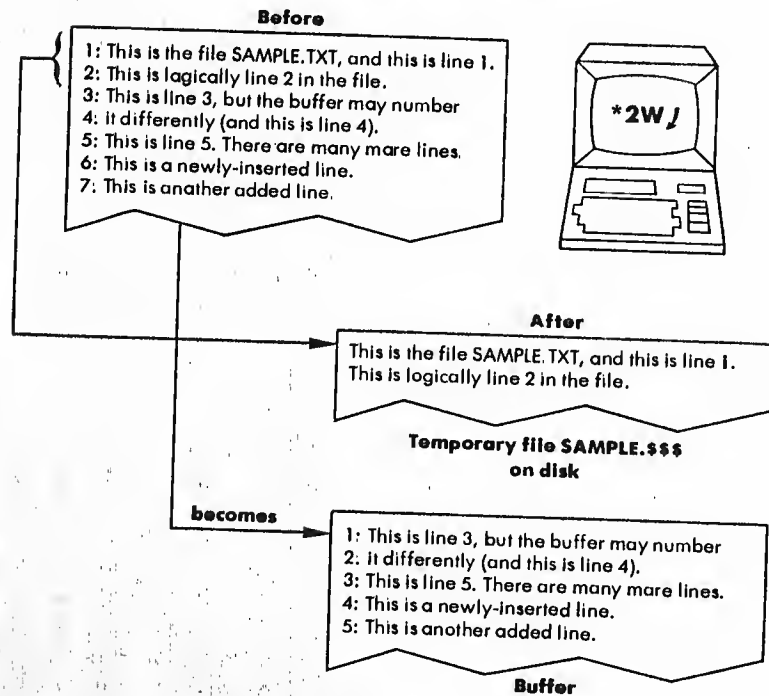 Before
1: This is the file SAMPLE.TXT, and this is line 1.
2: This is lagically line 2 in the file.
3: This is line 3, but the buffer may number
4: it differently (and this is line 4).
5: This is line 5. There are many mare lines.
6: This is a newly-inserted line.
7: This is anather added line.
*2W↲
After
This is the file SAMPLE.TXT, and this is line i.
This is logically line 2 in the file.
Temporary file SAMPLE.$$$
on disk
becomes
1: This is line 3, but the buffer may number
2: it differently (and this is line 4).
3: This is line 5. There are many mare lines.
4: This is a newly-inserted line.
5: This is another added line.
Buffer